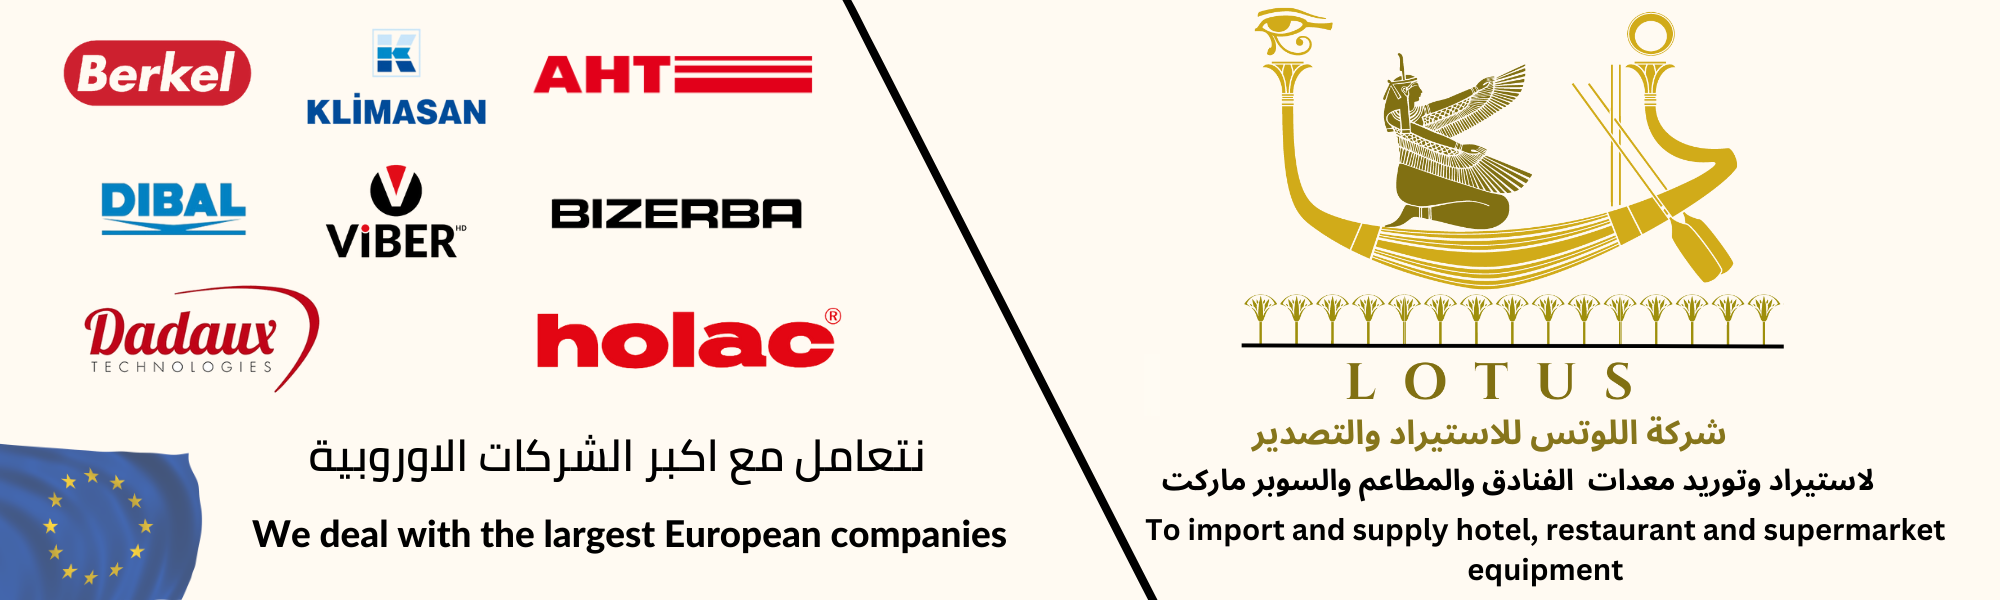 Berkel
KLİMASAN
AHT
DIBAL
ViBER HD
BIZERBA
Dadaux
TECHNOLOGIES
holac®
نتعامل مع اكبر الشركات الاوروبية
We deal with the largest European companies
LOTUS
شركة اللوتس للاستيراد والتصدير
لاستيراد وتوريد معدات الفنادق والمطاعم والسوبر ماركت
To import and supply hotel, restaurant and supermarket
equipment